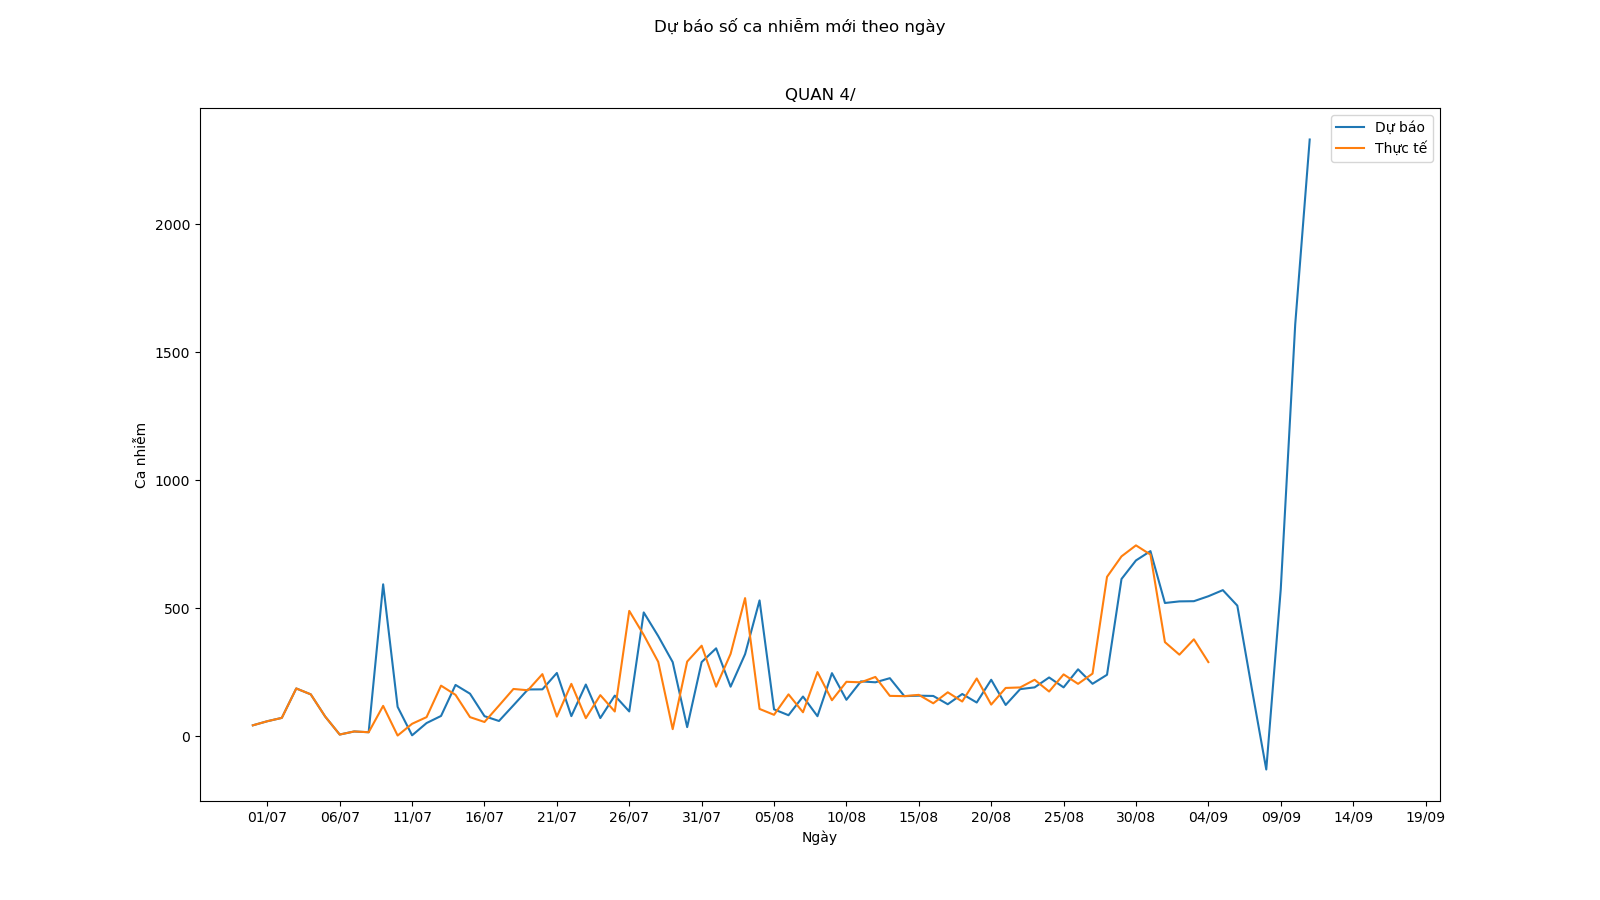 Dự báo số ca nhiễm mới theo ngày
QUAN 4/
Dự báo
Thực tế
2000
1500
1000
500
0
Ca nhiễm
01/07 06/07 11/07 16/07 21/07 26/07 31/07 05/08 10/08 15/08 20/08 25/08 30/08 04/09 09/09 14/09 19/09
Ngày